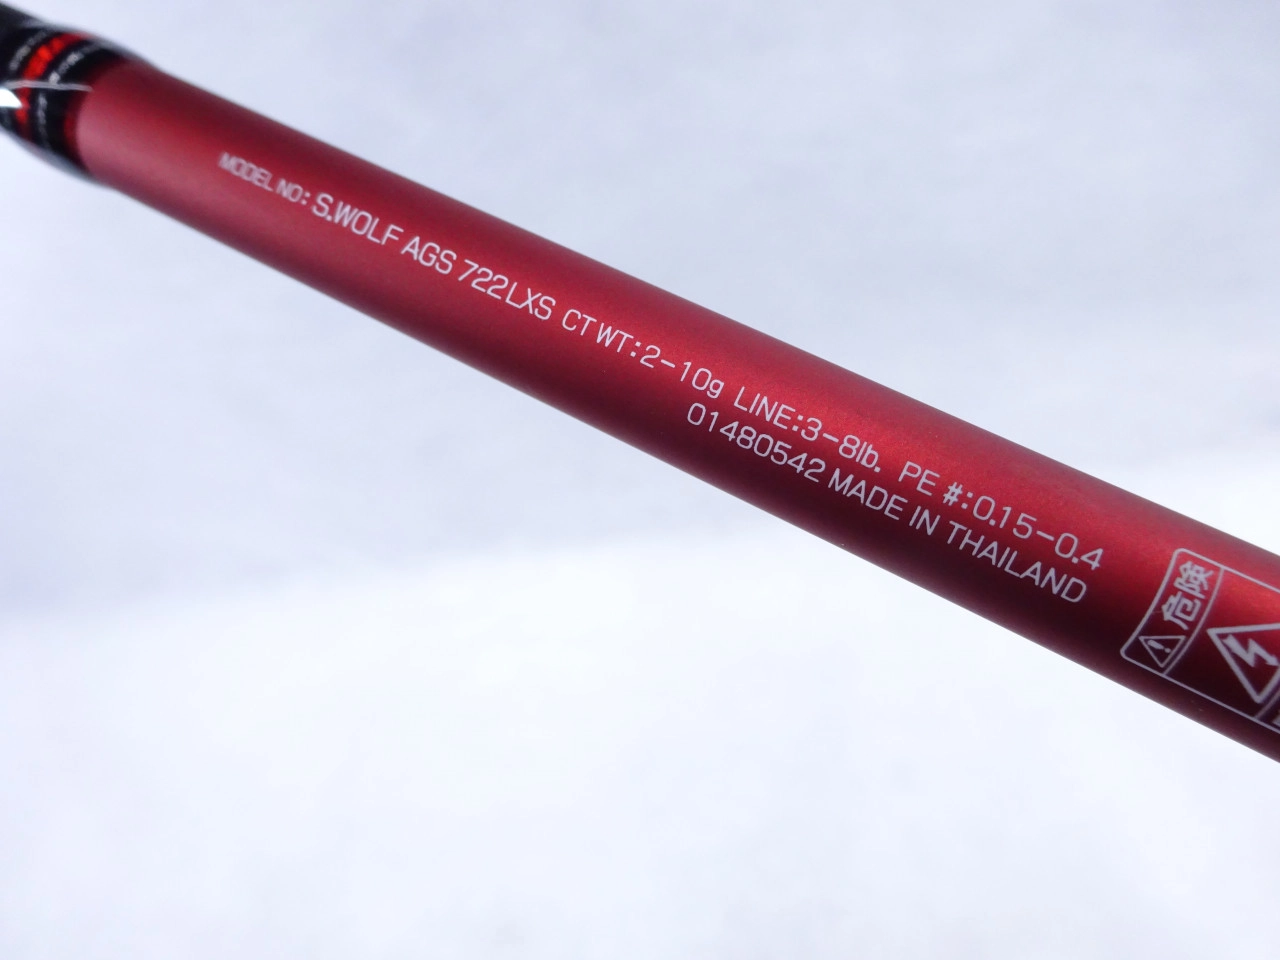 MODEL NO: S.WOLF AGS 722LXS CT WT:2-10g LINE:3-8lb. PE #:0.15-0.4
01480542 MADE IN THAILAND
危険